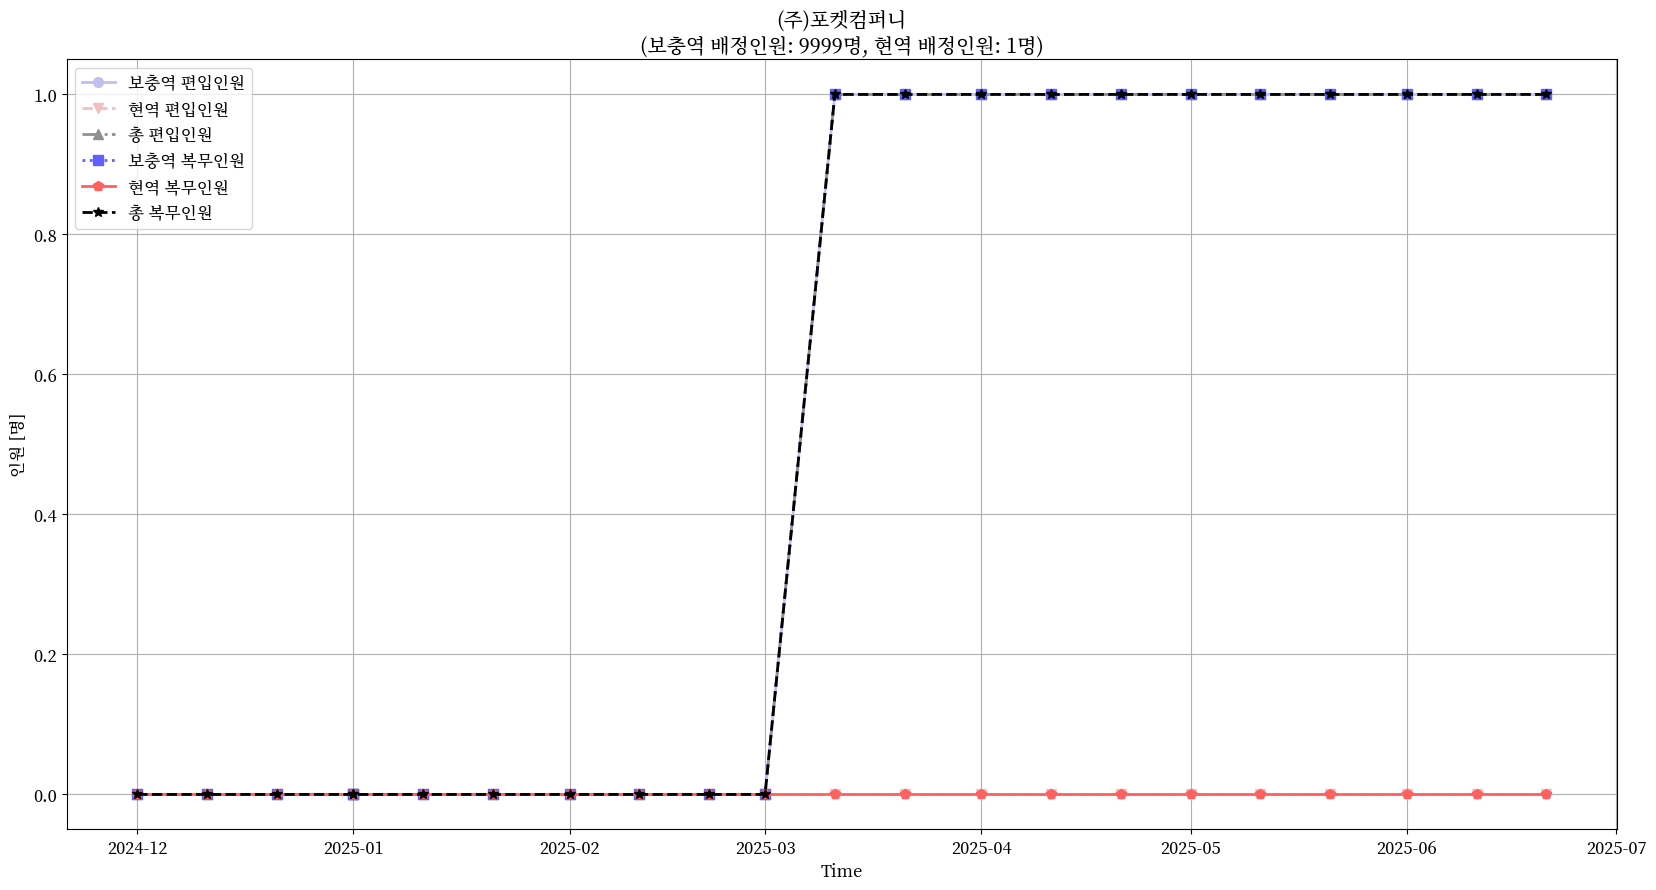 (주)포켓컴퍼니
(보충역 배정인원: 9999명, 현역 배정인원: 1명)
보충역 편입인원
현역 편입인원
총 편입인원
보충역 복무인원
현역 복무인원
총 복무인원
인원 [명]
1.0
0.8
0.6
0.4
0.2
0.0
2024-12
2025-01
2025-02
2025-03
2025-04
2025-05
2025-06
2025-07
Time